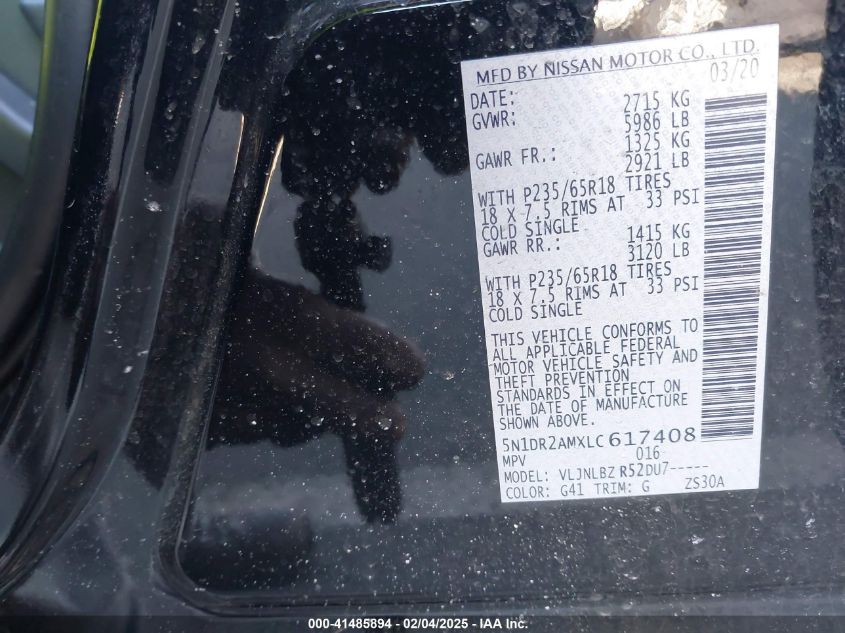 MFD BY NISSAN MOTOR CO., LTD.
DATE: 03/20
GVWR: 2715 KG
5986 LB
GAWR FR.: 1325 KG
2921 LB
WITH P235/65R18 TIRES
18 X 7.5 RIMS AT 33 PSI
COLD SINGLE
GAWR RR.: 1415 KG
3120 LB
WITH P235/65R18 TIRES
18 X 7.5 RIMS AT 33 PSI
COLD SINGLE
THIS VEHICLE CONFORMS TO
ALL APPLICABLE FEDERAL
MOTOR VEHICLE SAFETY AND
THEFT PREVENTION
STANDARDS IN EFFECT ON
THE DATE OF MANUFACTURE
SHOWN ABOVE.
5N1DR2AMXLC617408
MPV 016
MODEL: VLJNLBZ R52DU7-----
COLOR: G41 TRIM: G ZS30A
000-41485894 - 02/04/2025 - VLA Inc.